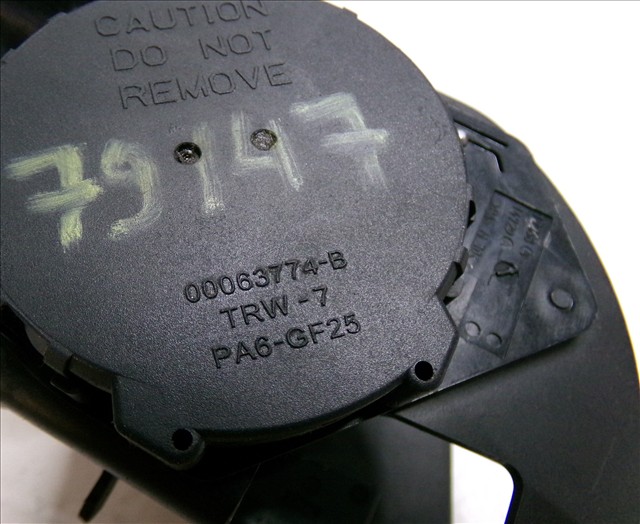 CAUTION
DO NOT
REMOVE
79147
00063774-B
TRW-7
PA6-GF25